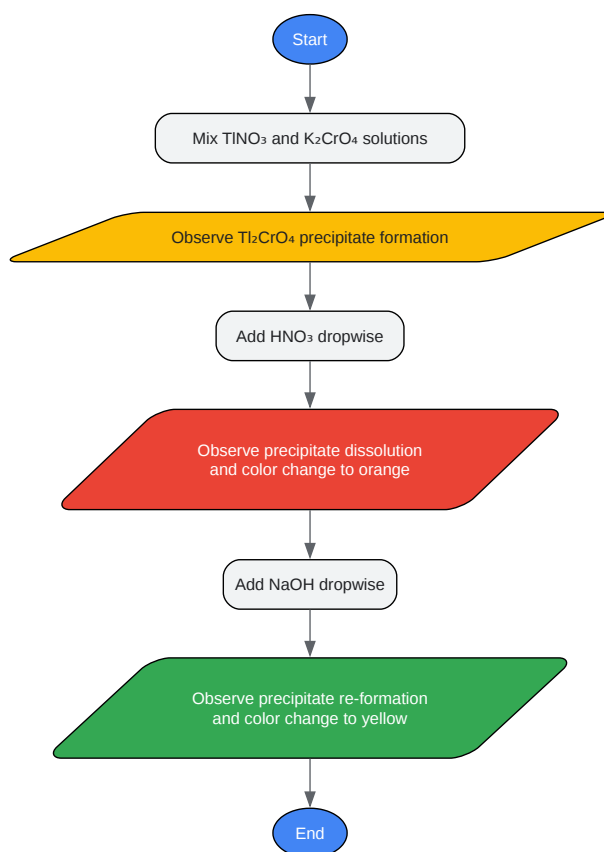 Start
Mix TlNO₃ and K₂CrO₄ solutions
Observe Tl₂CrO₄ precipitate formation
Add HNO₃ dropwise
Observe precipitate dissolution
and color change to orange
Add NaOH dropwise
Observe precipitate re-formation
and color change to yellow
End